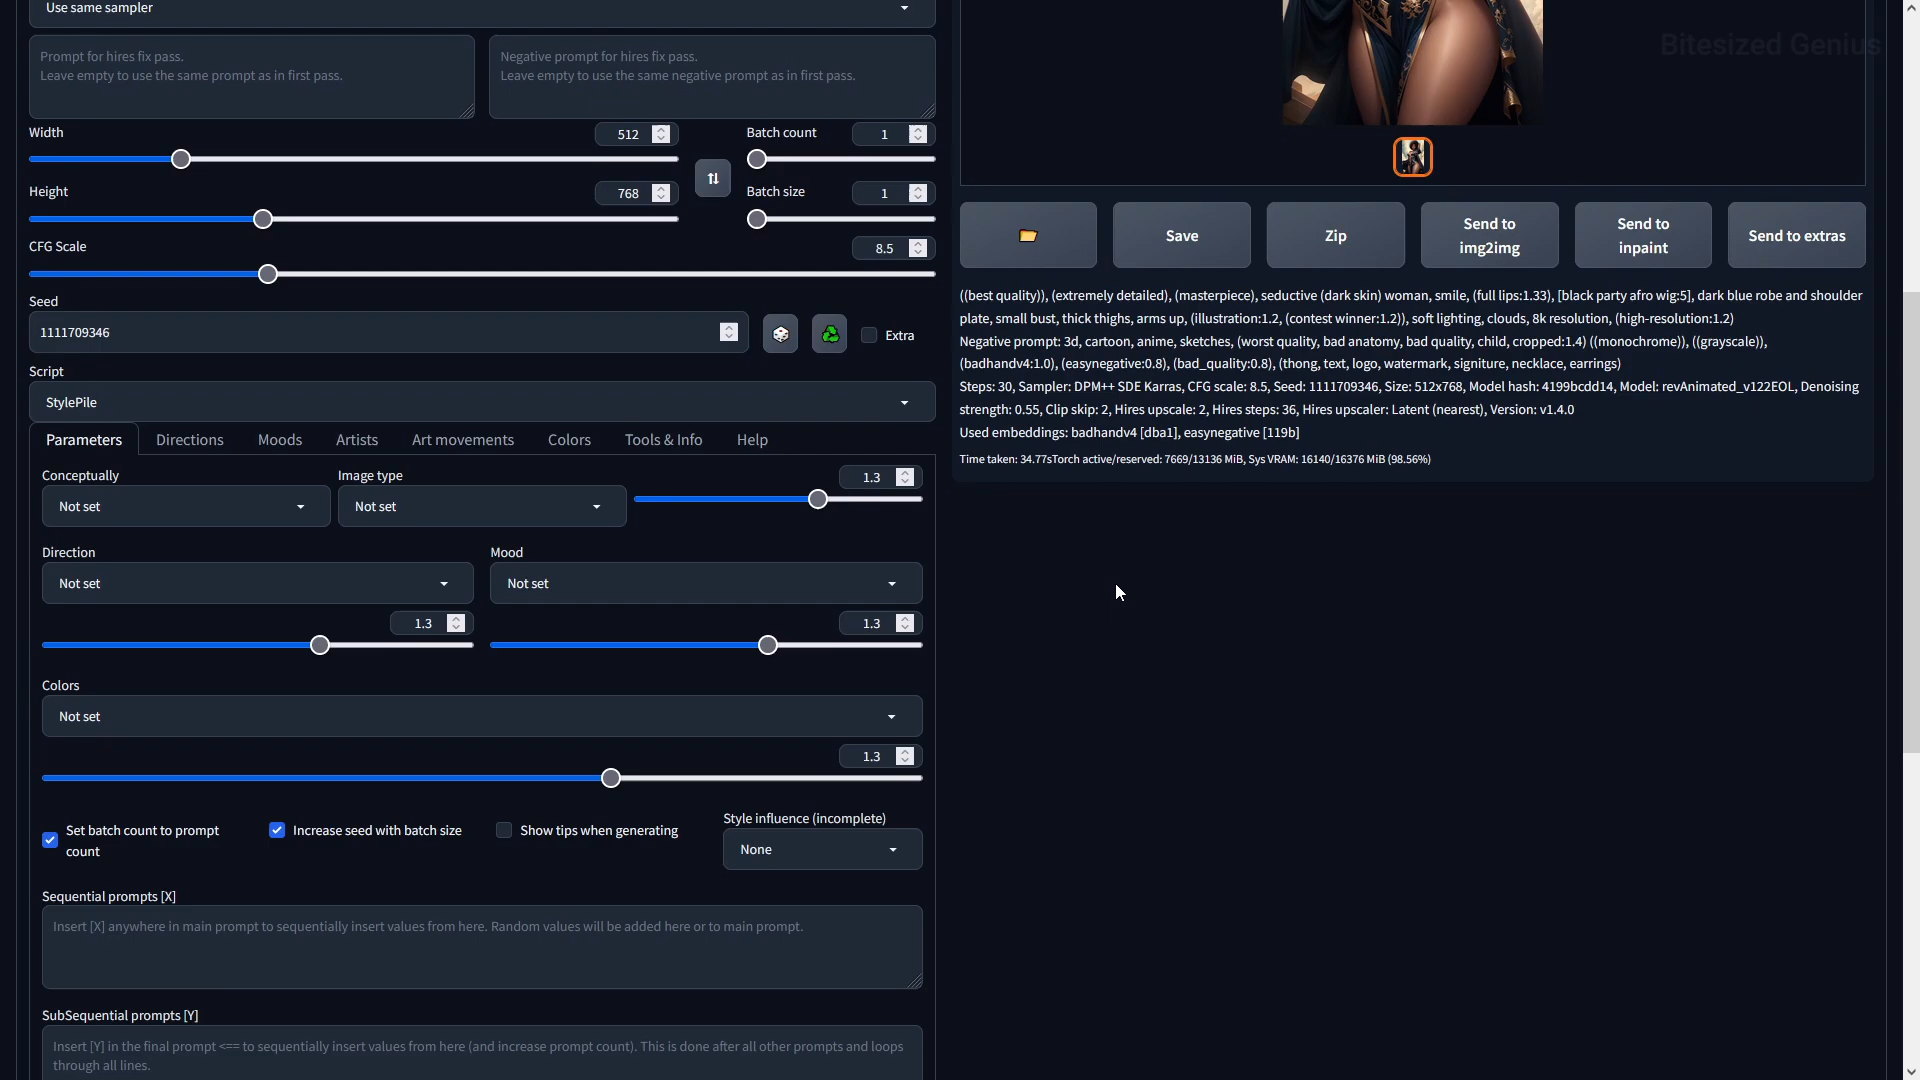 Use same sampler
Prompt for hires fix pass.
Leave empty to use the same prompt as in first pass.
Negative prompt for hires fix pass.
Leave empty to use the same negative prompt as in first pass.
Bitesized Genius
Width
512
Batch count
1
Height
768
Batch size
1
CFG Scale
8.5
Seed
1111709346
Extra
Script
StylePile
Parameters
Directions
Moods
Artists
Art movements
Colors
Tools & Info
Help
Conceptually
Not set
Image type
Not set
1.3
Direction
Not set
1.3
Mood
Not set
1.3
Colors
Not set
1.3
Set batch count to prompt
count
Increase seed with batch size
Show tips when generating
Style influence (incomplete)
None
Sequential prompts [X]
Insert [X] anywhere in main prompt to sequentially insert values from here. Random values will be added here or to main prompt.
SubSequential prompts [Y]
Insert [Y] in the final prompt <== to sequentially insert values from here (and increase prompt count). This is done after all other prompts and loops
through all lines.
Save
Zip
Send to
img2img
Send to
inpaint
Send to extras
((best quality)), (extremely detailed), (masterpiece), seductive (dark skin) woman, smile, (full lips:1.33), [black party afro wig:5], dark blue robe and shoulder
plate, small bust, thick thighs, arms up, (illustration:1.2, (contest winner:1.2)), soft lighting, clouds, 8k resolution, (high-resolution:1.2)
Negative prompt: 3d, cartoon, anime, sketches, (worst quality, bad anatomy, bad quality, child, cropped:1.4) ((monochrome)), ((grayscale)),
(badhandv4:1.0), (easynegative:0.8), (bad_quality:0.8), (thong, text, logo, watermark, signiture, necklace, earrings)
Steps: 30, Sampler: DPM++ SDE Karras, CFG scale: 8.5, Seed: 1111709346, Size: 512x768, Model hash: 4199bcdd14, Model: revAnimated_v122EOL, Denoising
strength: 0.55, Clip skip: 2, Hires upscale: 2, Hires steps: 36, Hires upscaler: Latent (nearest), Version: v1.4.0
Used embeddings: badhandv4 [dba1], easynegative [119b]
Time taken: 34.77sTorch active/reserved: 7669/13136 MiB, Sys VRAM: 16140/16376 MiB (98.56%)